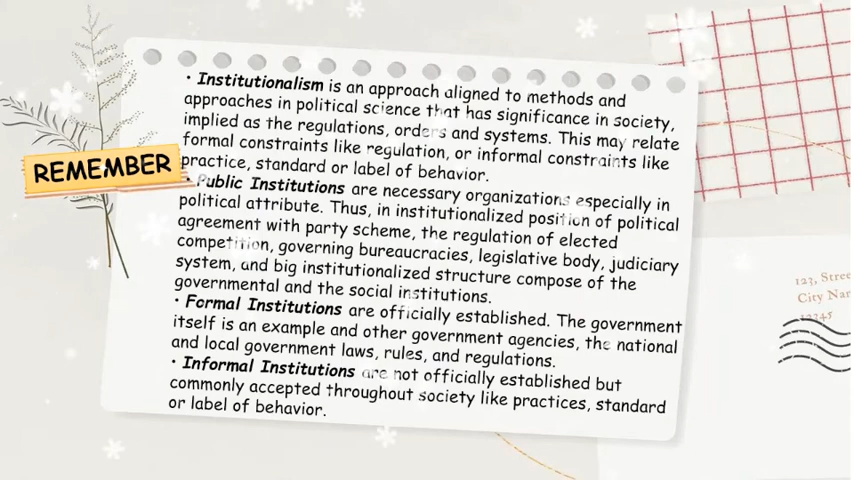 • Institutionalism is an approach aligned to methods and
approaches in political science that has significance in society,
implied as the regulations, orders and systems. This may relate
formal constraints like regulation, or informal constraints like
practice, standard or label of behavior.
REMEMBER
• Public Institutions are necessary organizations especially in
political attribute. Thus, in institutionalized position of political
agreement with party scheme, the regulation of elected
competition, governing bureaucracies, legislative body, judiciary
system, and big institutionalized structure compose of the
governmental and the social institutions.
• Formal Institutions are officially established. The government
itself is an example and other government agencies, the national
and local government laws, rules, and regulations.
• Informal Institutions are not officially established but
commonly accepted throughout society like practices, standard
or label of behavior.
123, Stree
City Nar
12345